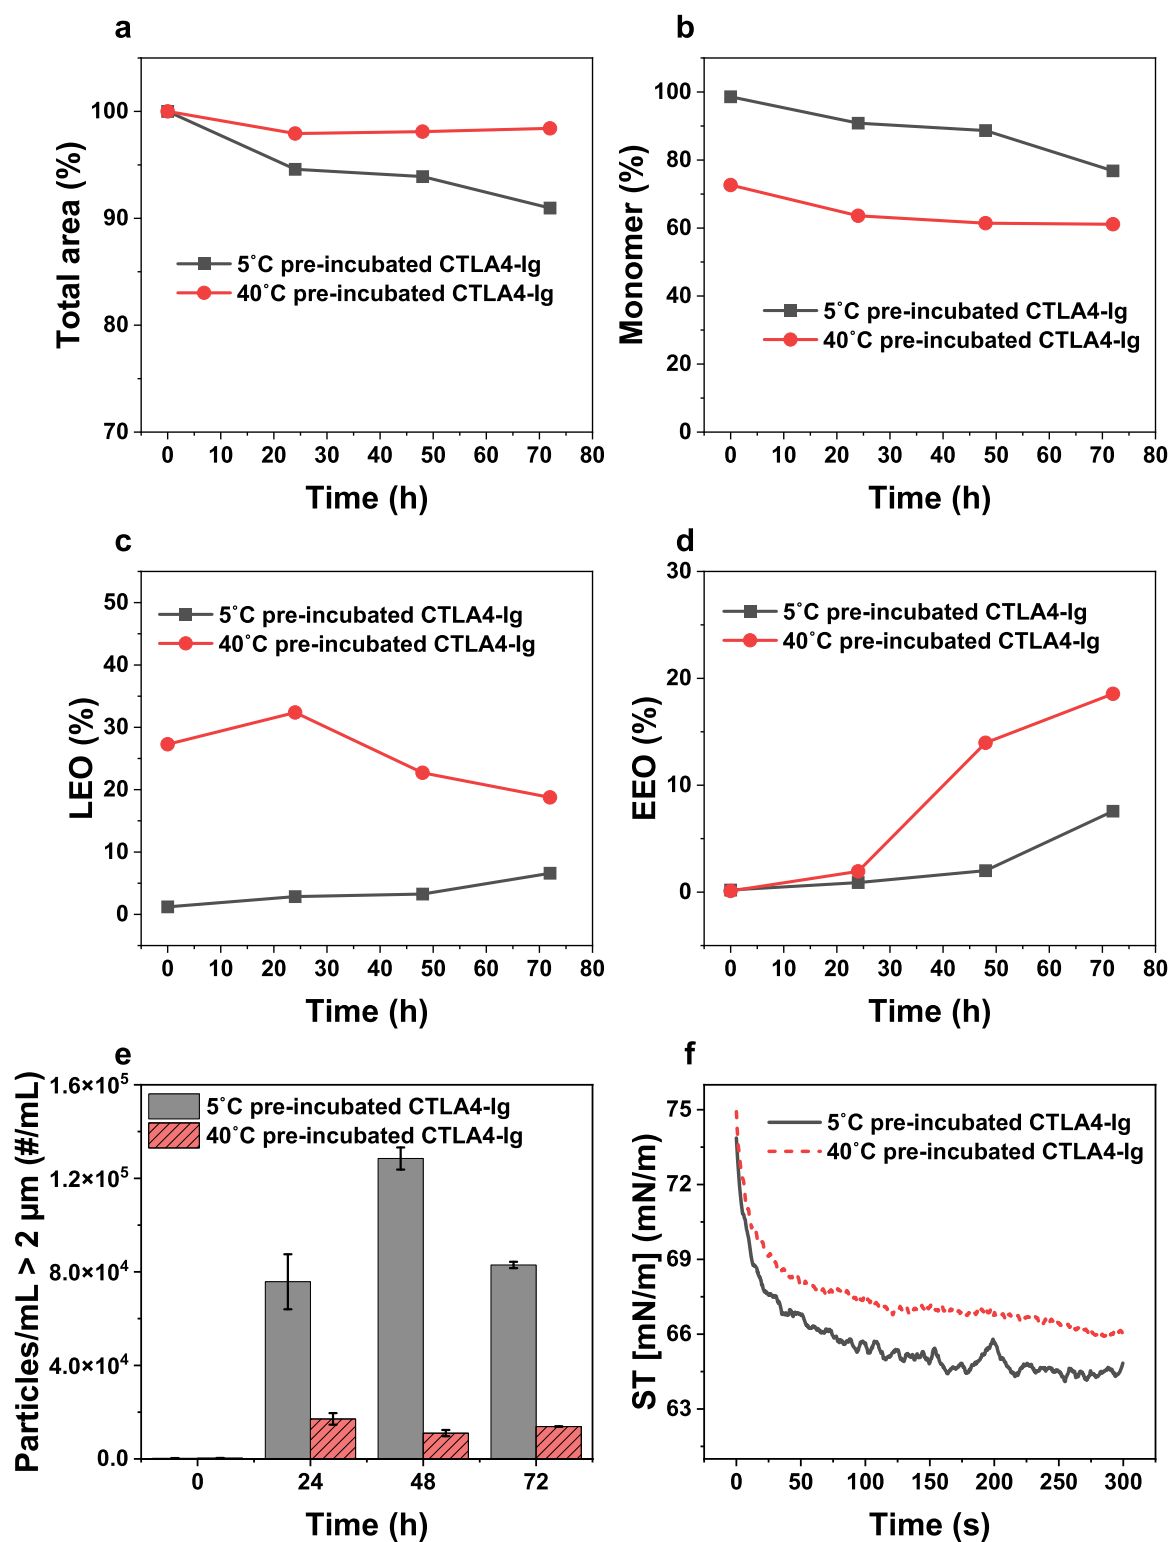 a
100
90
80
70
0 10 20 30 40 50 60 70 80
Total area (%)
Time (h)
5˚C pre-incubated CTLA4-Ig
40˚C pre-incubated CTLA4-Ig
b
100
80
60
40
20
0
0 10 20 30 40 50 60 70 80
Monomer (%)
Time (h)
5˚C pre-incubated CTLA4-Ig
40˚C pre-incubated CTLA4-Ig
c
50
40
30
20
10
0
0 10 20 30 40 50 60 70 80
LEO (%)
Time (h)
5˚C pre-incubated CTLA4-Ig
40˚C pre-incubated CTLA4-Ig
d
30
20
10
0
0 10 20 30 40 50 60 70 80
EEO (%)
Time (h)
5˚C pre-incubated CTLA4-Ig
40˚C pre-incubated CTLA4-Ig
e
1.6×10⁵
1.2×10⁵
8.0×10⁴
4.0×10⁴
0.0
0 24 48 72
Particles/mL > 2 µm (#/mL)
Time (h)
5˚C pre-incubated CTLA4-Ig
40˚C pre-incubated CTLA4-Ig
f
75
72
69
66
63
0 50 100 150 200 250 300
ST [mN/m] (mN/m)
Time (s)
5˚C pre-incubated CTLA4-Ig
40˚C pre-incubated CTLA4-Ig